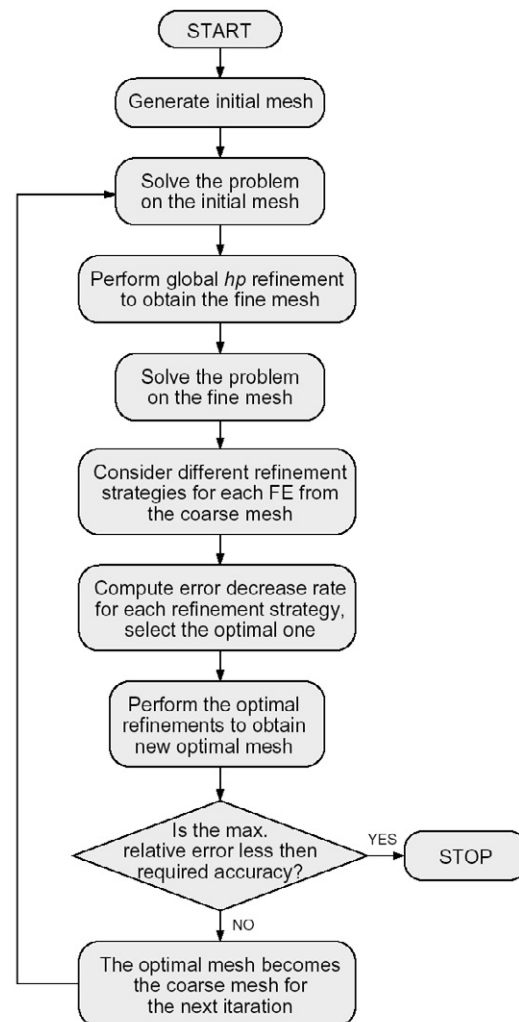 START
Generate initial mesh
Solve the problem
on the initial mesh
Perform global hp refinement
to obtain the fine mesh
Solve the problem
on the fine mesh
Consider different refinement
strategies for each FE from
the coarse mesh
Compute error decrease rate
for each refinement strategy,
select the optimal one
Perform the optimal
refinements to obtain
new optimal mesh
Is the max.
relative error less then
required accuracy?
YES
STOP
NO
The optimal mesh becomes
the coarse mesh for
the next itaration